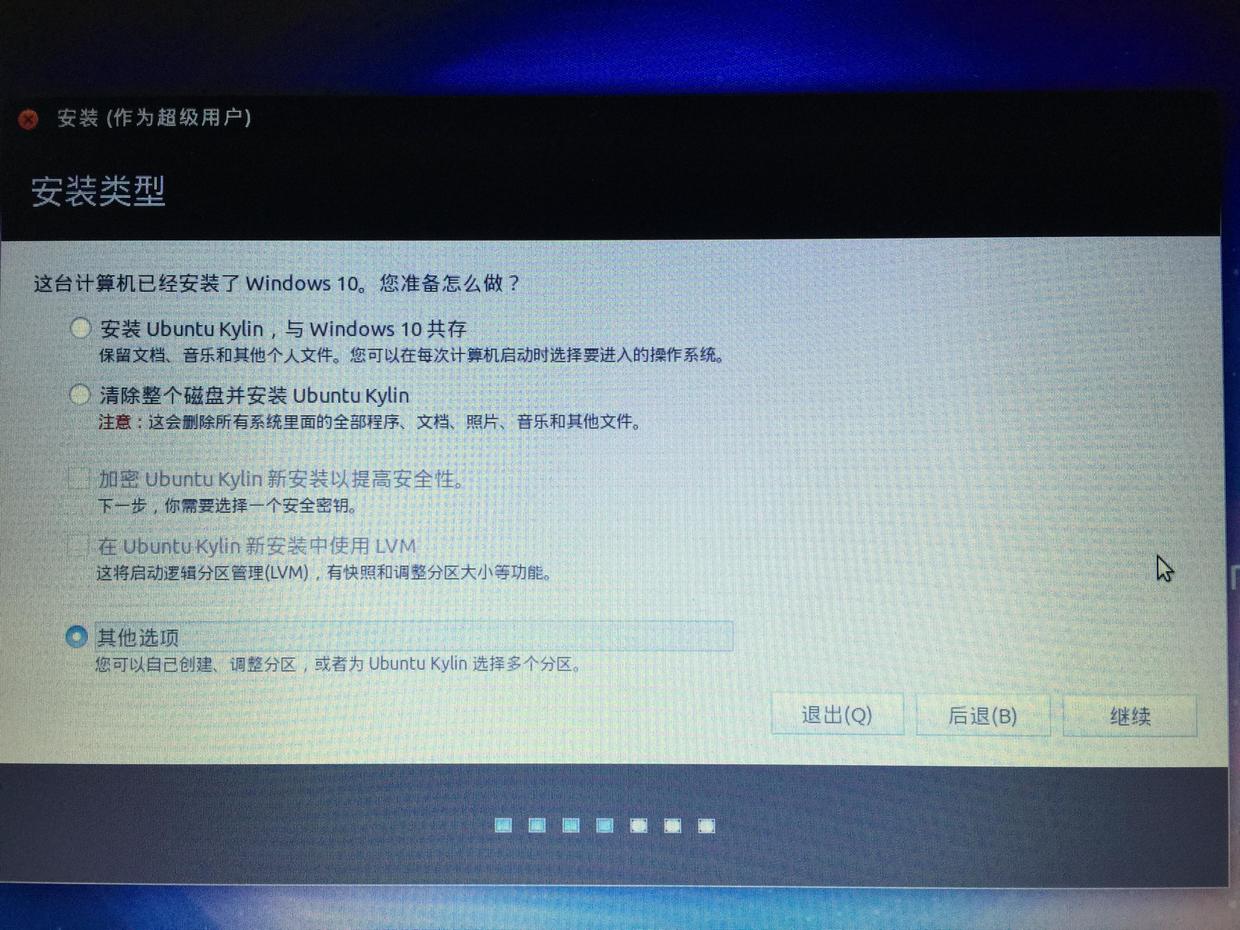 安装 (作为超级用户)
安装类型
这台计算机已经安装了 Windows 10。您准备怎么做？
安装 Ubuntu Kylin，与 Windows 10 共存
保留文档、音乐和其他个人文件。您可以在每次计算机启动时选择要进入的操作系统。
清除整个磁盘并安装 Ubuntu Kylin
注意：这会删除所有系统里面的全部程序、文档、照片、音乐和其他文件。
加密 Ubuntu Kylin 新安装以提高安全性。
下一步，你需要选择一个安全密钥。
在 Ubuntu Kylin 新安装中使用 LVM
这将启动逻辑分区管理(LVM)，有快照和调整分区大小等功能。
其他选项
您可以自己创建、调整分区，或者为 Ubuntu Kylin 选择多个分区。
退出(Q) 后退(B) 继续